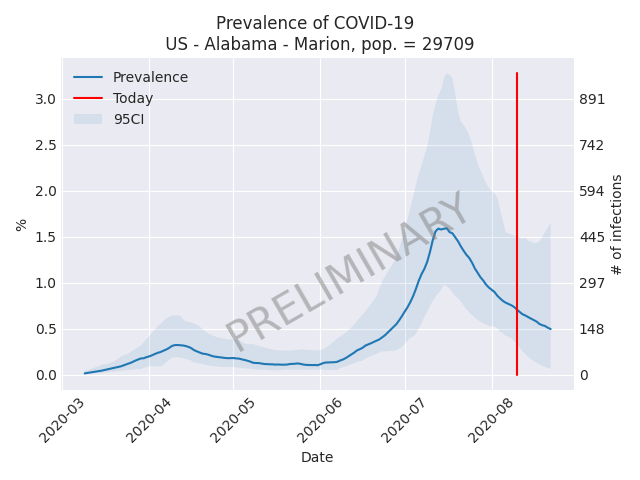 Prevalence of COVID-19
US - Alabama - Marion, pop. = 29709
Prevalence
Today
95CI
3.0
2.5
2.0
1.5
1.0
0.5
0.0
%
891
742
594
445
297
148
0
# of infections
PRELIMINARY
2020-03
2020-04
2020-05
2020-06
2020-07
2020-08
Date